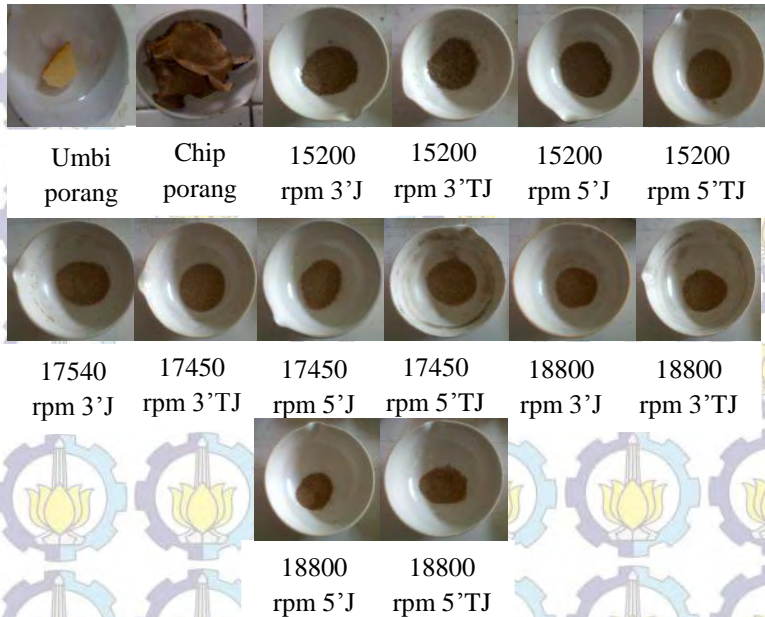 Umbi porang
Chip porang
15200 rpm 3’J
15200 rpm 3’TJ
15200 rpm 5’J
15200 rpm 5’TJ
17540 rpm 3’J
17450 rpm 3’TJ
17450 rpm 5’J
17450 rpm 5’TJ
18800 rpm 3’J
18800 rpm 3’TJ
18800 rpm 5’J
18800 rpm 5’TJ